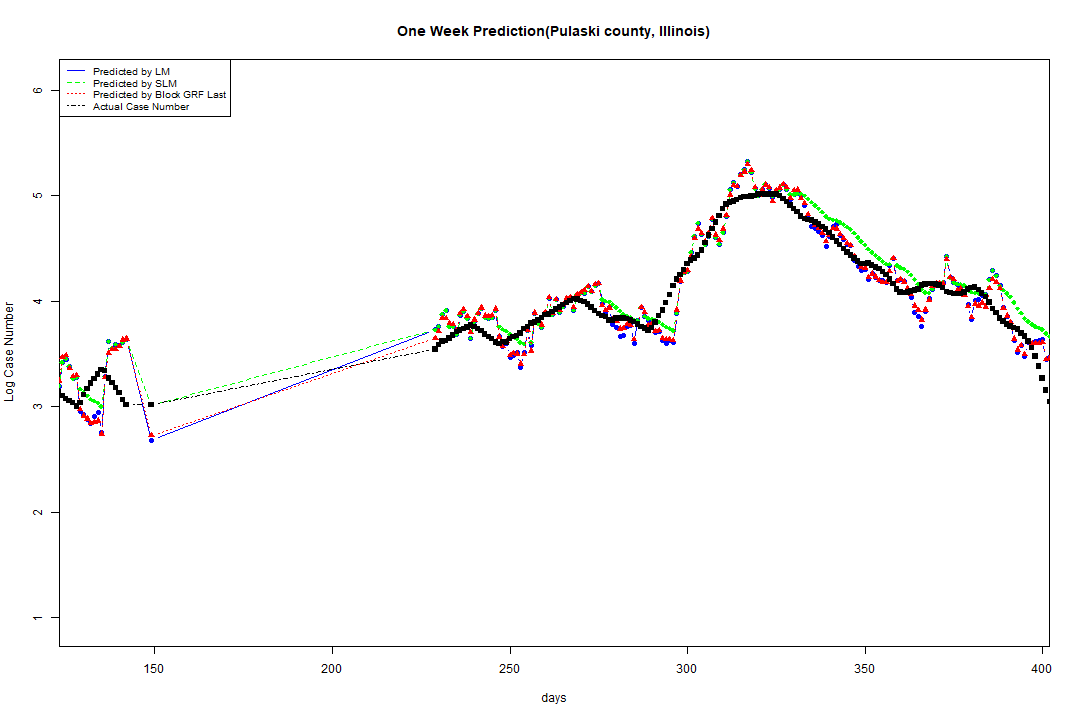 One Week Prediction(Pulaski county, Illinois)
Predicted by LM
Predicted by SLM
Predicted by Block GRF Last
Actual Case Number
6
5
4
3
2
1
Log Case Number
150 200 250 300 350 400
days